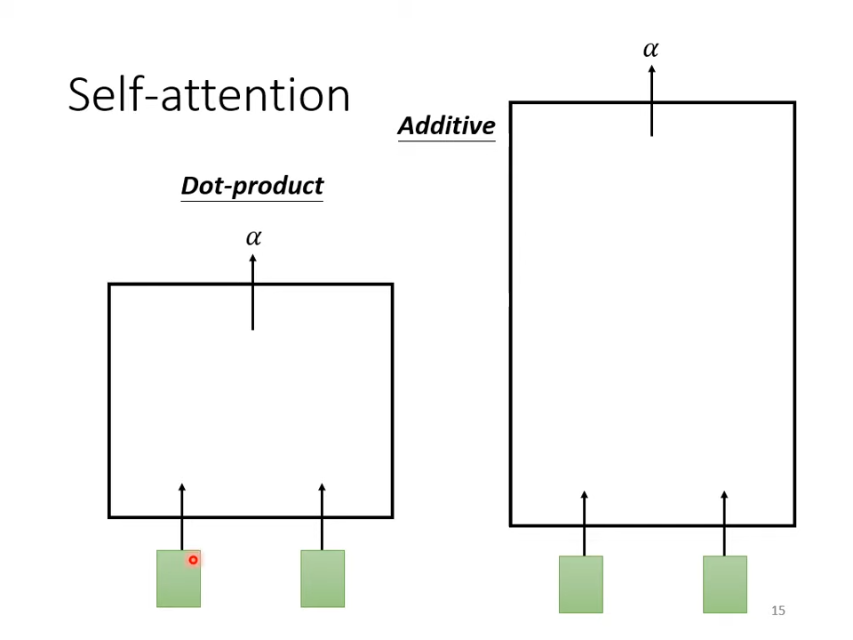 Self-attention
Dot-product
α
Additive
α
15